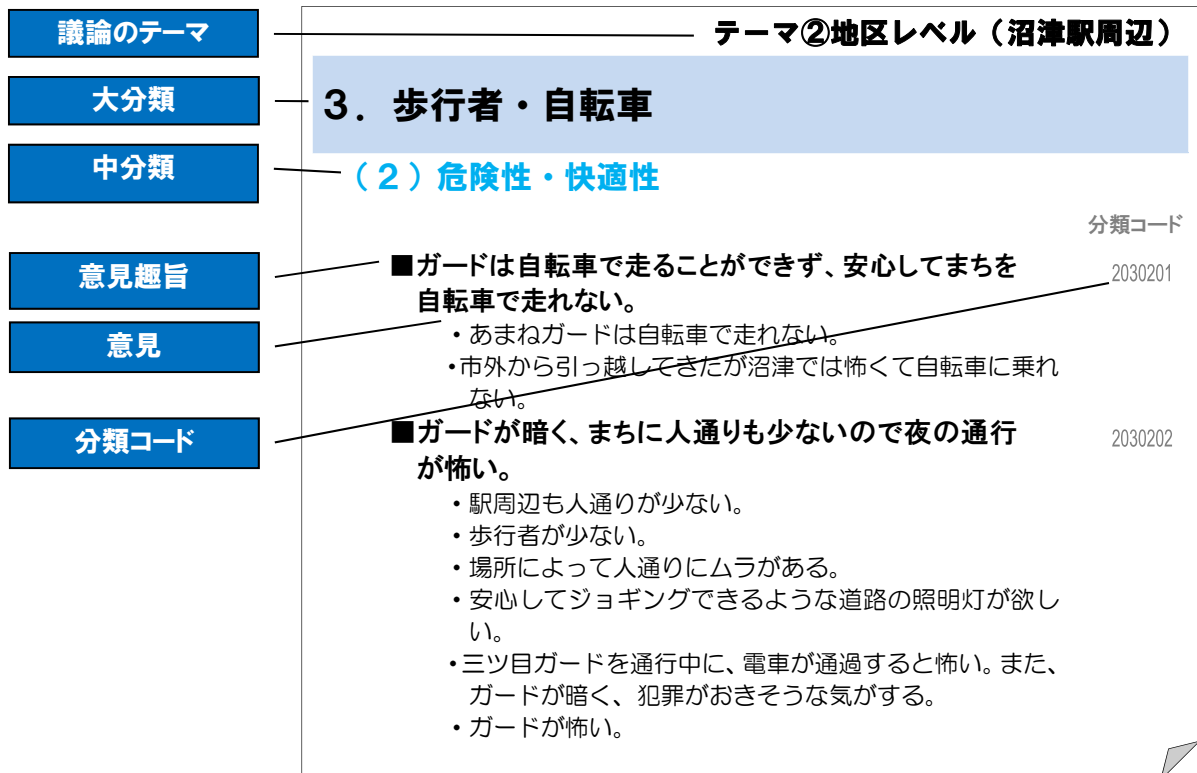 議論のテーマ
テーマ②地区レベル（沼津駅周辺）
大分類
３．歩行者・自転車
中分類
（２）危険性・快適性
分類コード
意見趣旨
■ガードは自転車で走ることができず、安心してまちを
自転車で走れない。
2030201
意見
・あまねガードは自転車で走れない。
・市外から引っ越してきたが沼津では怖くて自転車に乗れ
ない。
分類コード
■ガードが暗く、まちに人通りも少ないので夜の通行
が怖い。
2030202
・駅周辺も人通りが少ない。
・歩行者が少ない。
・場所によって人通りにムラがある。
・安心してジョギングできるような道路の照明灯が欲し
い。
・三ツ目ガードを通行中に、電車が通過すると怖い。また、
ガードが暗く、犯罪がおきそうな気がする。
・ガードが怖い。